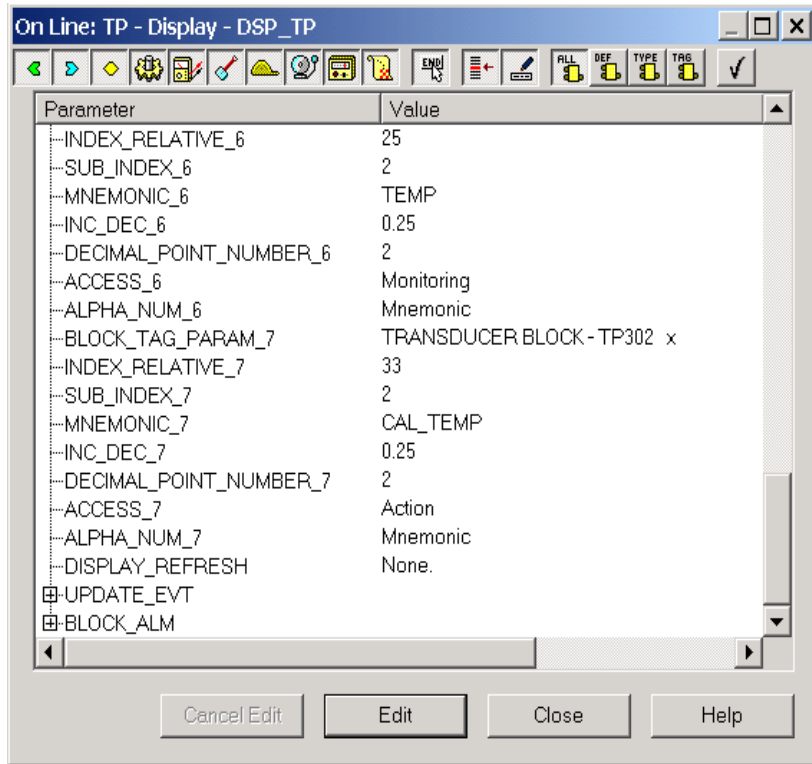 On Line: TP - Display - DSP_TP
END ALL DEF TYPE TAG
Parameter Value
INDEX_RELATIVE_6 25
SUB_INDEX_6 2
MNEMONIC_6 TEMP
INC_DEC_6 0.25
DECIMAL_POINT_NUMBER_6 2
ACCESS_6 Monitoring
ALPHA_NUM_6 Mnemonic
BLOCK_TAG_PARAM_7 TRANSDUCER BLOCK - TP302 x
INDEX_RELATIVE_7 33
SUB_INDEX_7 2
MNEMONIC_7 CAL_TEMP
INC_DEC_7 0.25
DECIMAL_POINT_NUMBER_7 2
ACCESS_7 Action
ALPHA_NUM_7 Mnemonic
DISPLAY_REFRESH None.
UPDATE_EVT
BLOCK_ALM
Cancel Edit Edit Close Help